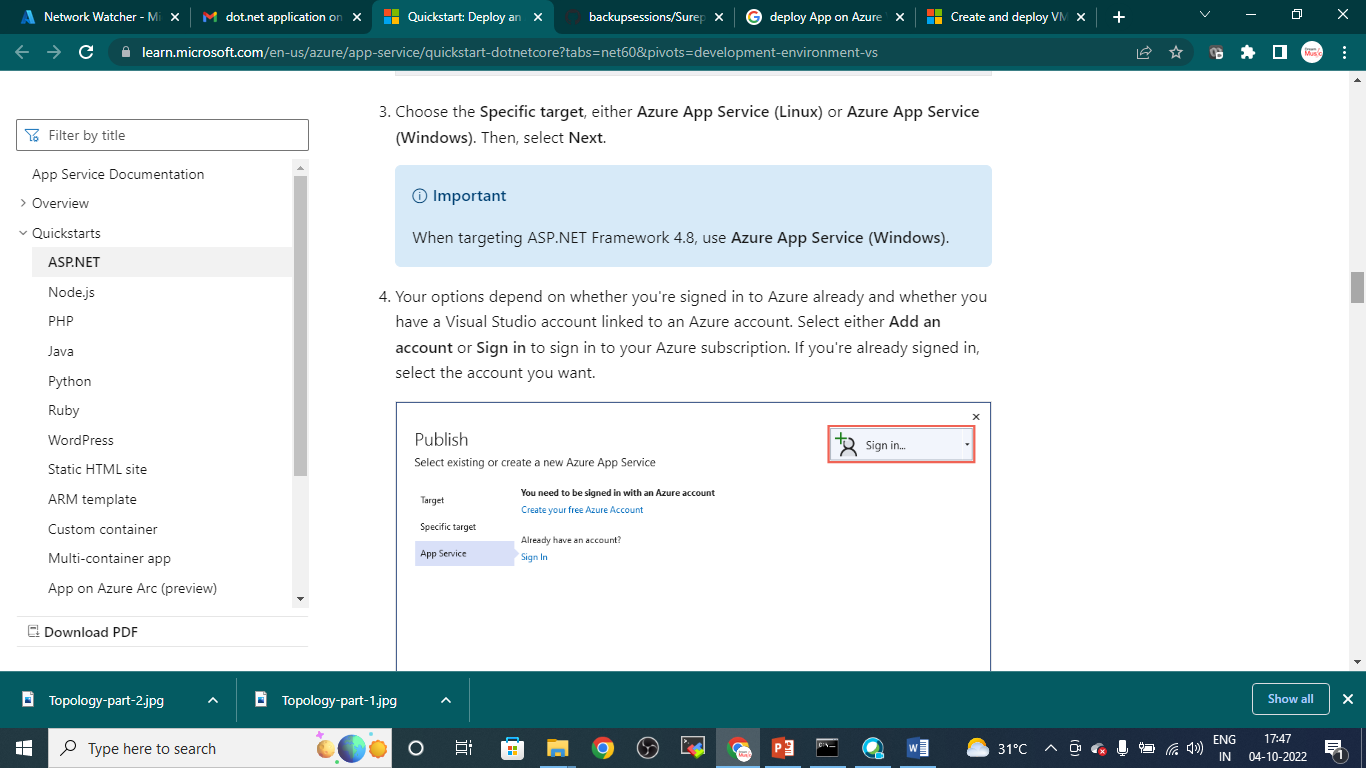 Network Watcher - Mi
dot.net application on
Quickstart: Deploy an
backupsessions/Surep
deploy App on Azure
Create and deploy VM
learn.microsoft.com/en-us/azure/app-service/quickstart-dotnetcore?tabs=net60&pivots=development-environment-vs
Filter by title
App Service Documentation
Overview
Quickstarts
ASP.NET
Node.js
PHP
Java
Python
Ruby
WordPress
Static HTML site
ARM template
Custom container
Multi-container app
App on Azure Arc (preview)
Download PDF
3. Choose the Specific target, either Azure App Service (Linux) or Azure App Service
(Windows). Then, select Next.
Important
When targeting ASP.NET Framework 4.8, use Azure App Service (Windows).
4. Your options depend on whether you're signed in to Azure already and whether you
have a Visual Studio account linked to an Azure account. Select either Add an
account or Sign in to sign in to your Azure subscription. If you're already signed in,
select the account you want.
Publish
Select existing or create a new Azure App Service
Sign in...
Target
Specific target
App Service
You need to be signed in with an Azure account
Create your free Azure Account
Already have an account?
Sign In
Topology-part-2.jpg
Topology-part-1.jpg
Show all
Type here to search
31°C
ENG
IN
17:47
04-10-2022
1